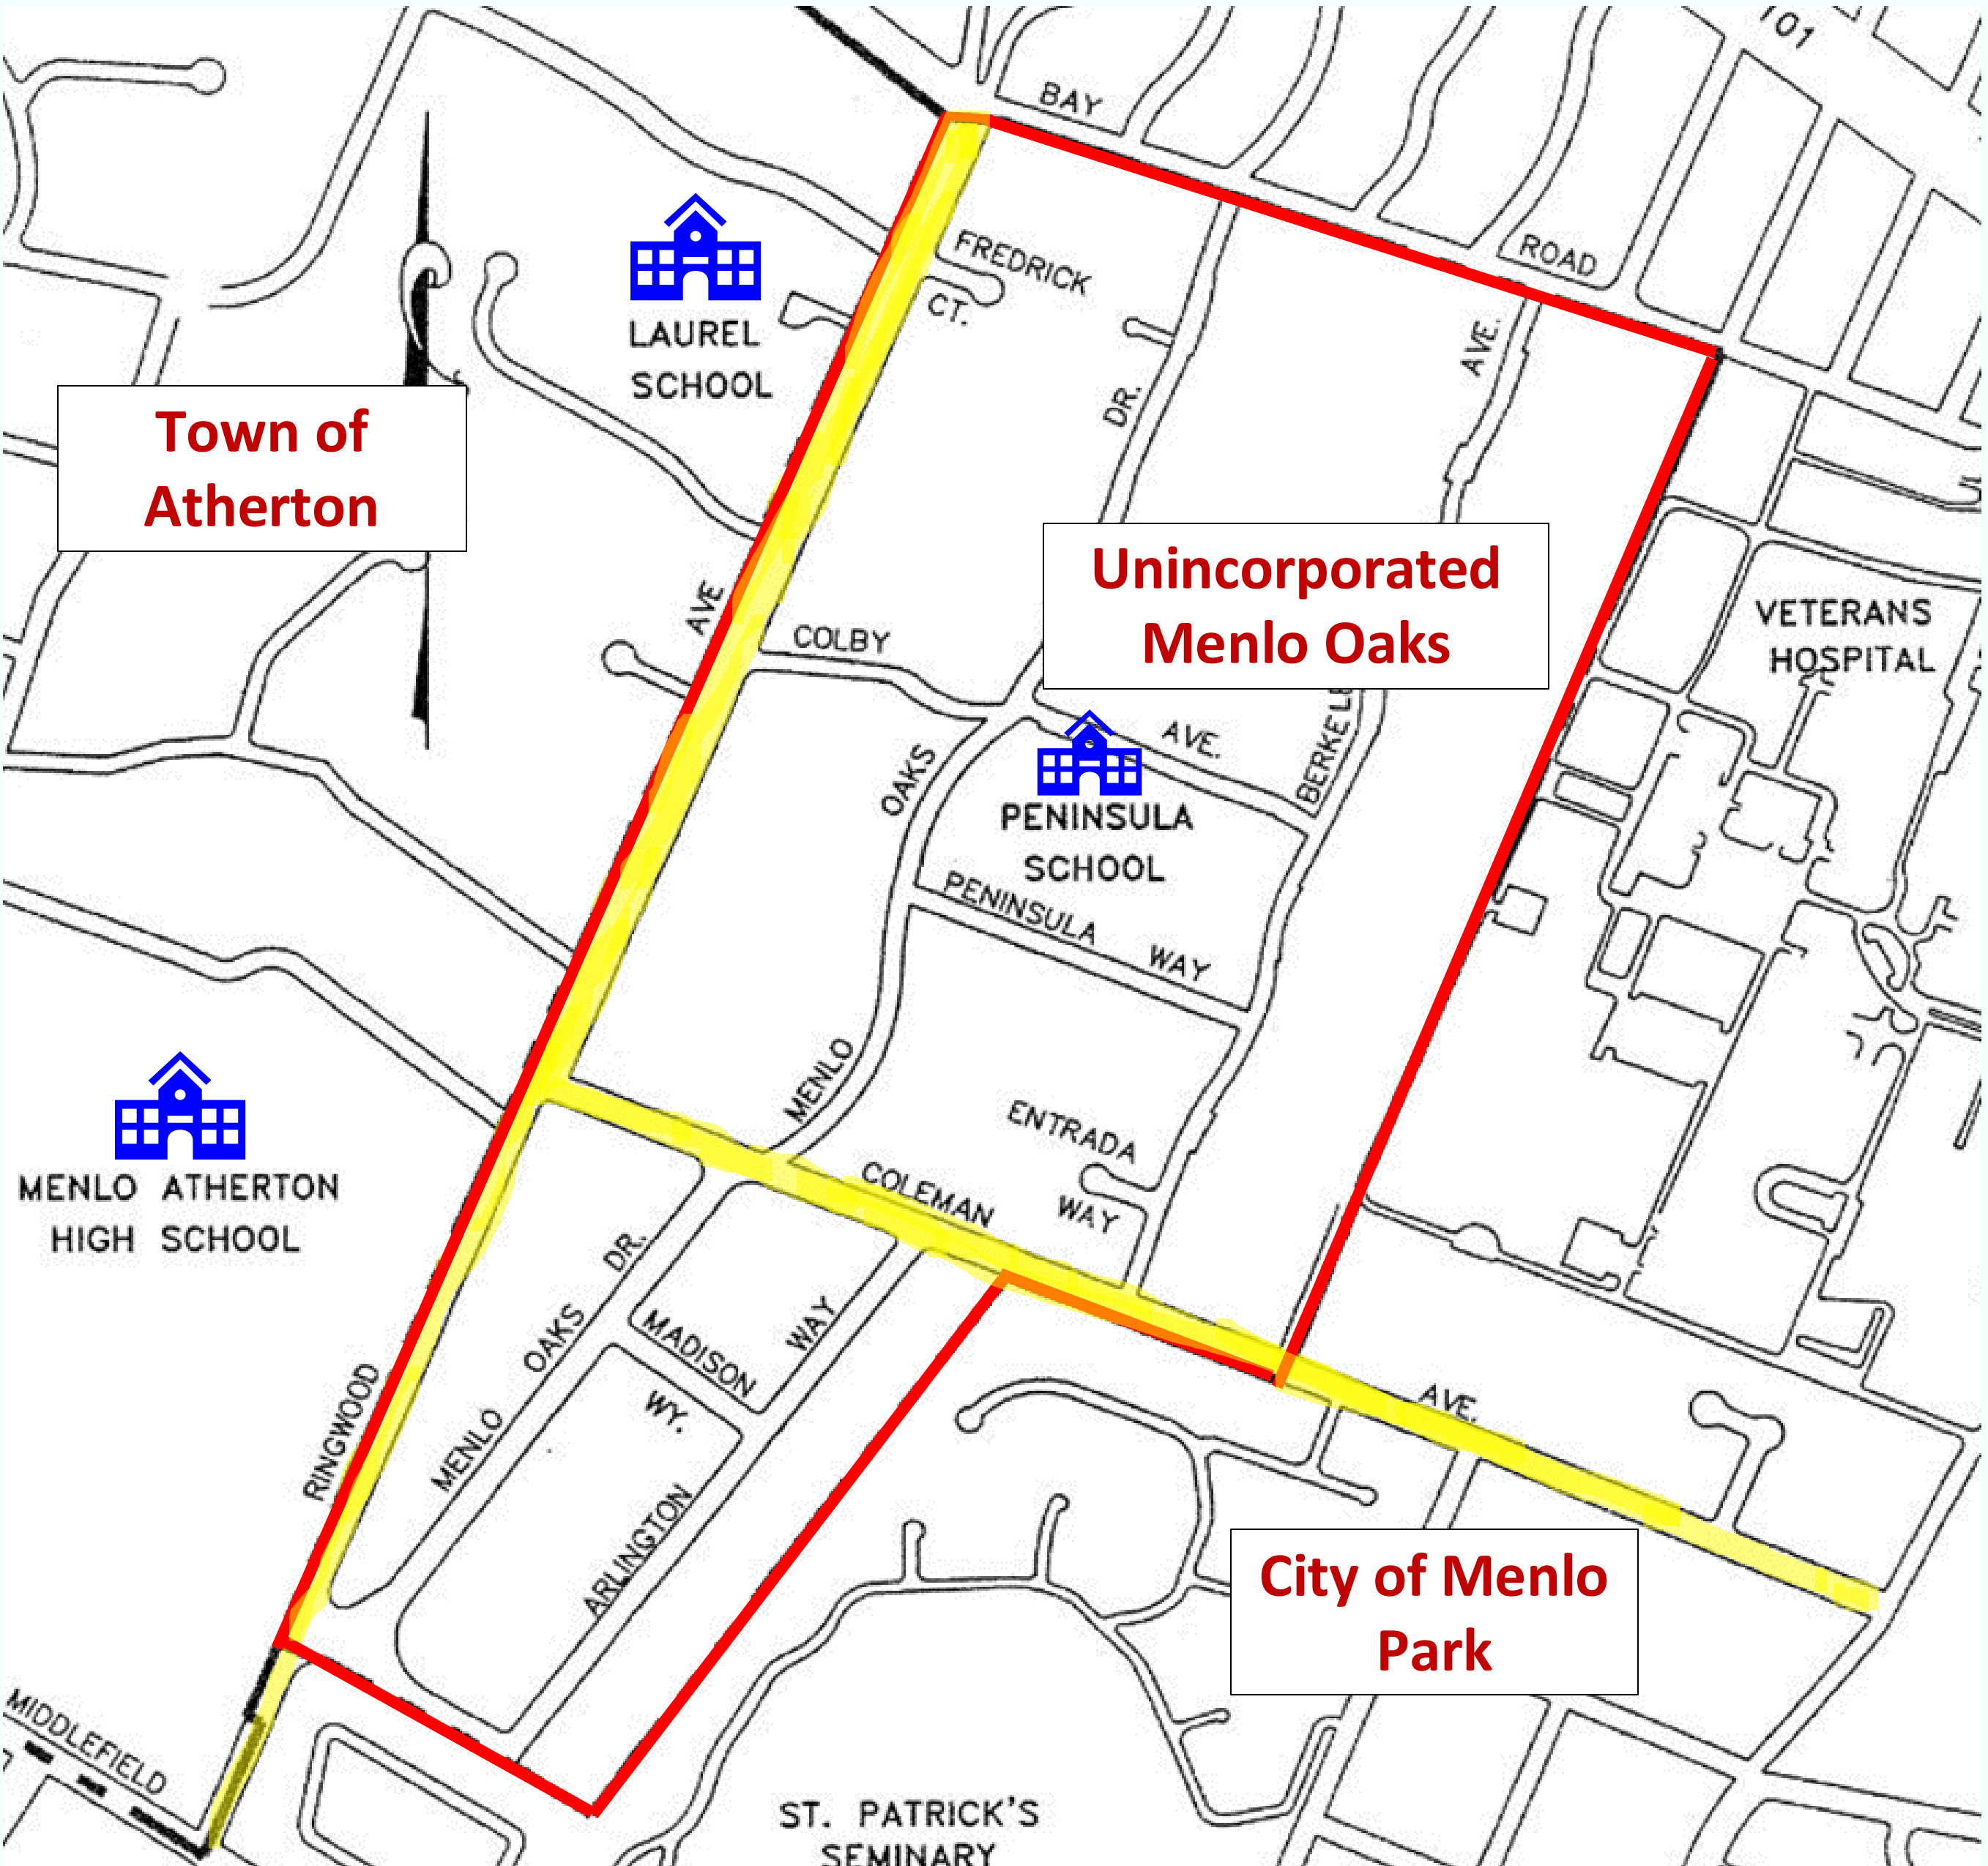 101
BAY
ROAD
FREDRICK
CT.
LAUREL
SCHOOL
DR.
AVE.
Town of
Atherton
Unincorporated
Menlo Oaks
VETERANS
HOSPITAL
AVE
COLBY
AVE.
OAKS
PENINSULA
SCHOOL
PENINSULA
WAY
MENLO
ENTRADA
WAY
COLEMAN
AVE.
MENLO ATHERTON
HIGH SCHOOL
DR.
OAKS
MENLO
MADISON
WY.
WAY
ARLINGTON
RINGWOOD
City of Menlo
Park
MIDDLEFIELD
ST. PATRICK'S
SEMINARY